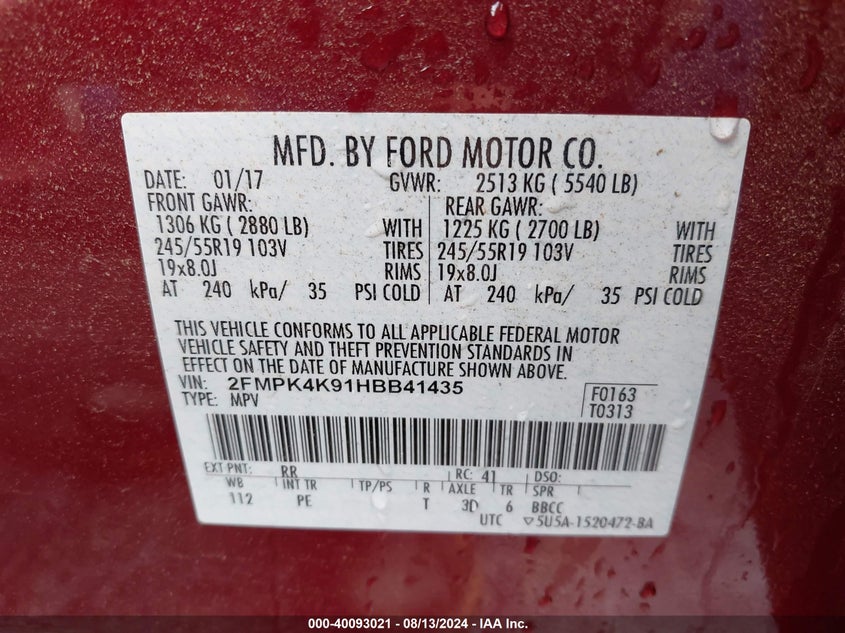 MFD. BY FORD MOTOR CO.
DATE: 01/17 GVWR: 2513 KG ( 5540 LB)
FRONT GAWR: REAR GAWR:
1306 KG ( 2880 LB) WITH 1225 KG ( 2700 LB) WITH
245/55R19 103V TIRES 245/55R19 103V TIRES
19x8.0J RIMS 19x8.0J RIMS
AT 240 kPa/ 35 PSI COLD AT 240 kPa/ 35 PSI COLD
THIS VEHICLE CONFORMS TO ALL APPLICABLE FEDERAL MOTOR
VEHICLE SAFETY AND THEFT PREVENTION STANDARDS IN
EFFECT ON THE DATE OF MANUFACTURE SHOWN ABOVE.
VIN: 2FMPK4K91HBB41435
TYPE: MPV
F0163
T0313
EXT PNT: RR RC: 41 DSO:
WB INT TR TP/PS R AXLE TR SPR
112 PE T 3D 6 BBCC
UTC ▽5U5A-1520472-BA
000-40093021 - 08/13/2024 - IAA Inc.